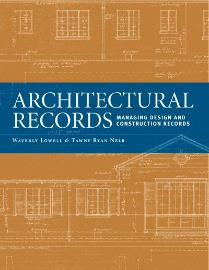 ARCHITECTURAL
RECORDS
MANAGING DESIGN AND
CONSTRUCTION RECORDS
WAVERLY LOWELL & TAWNY RYAN NELB